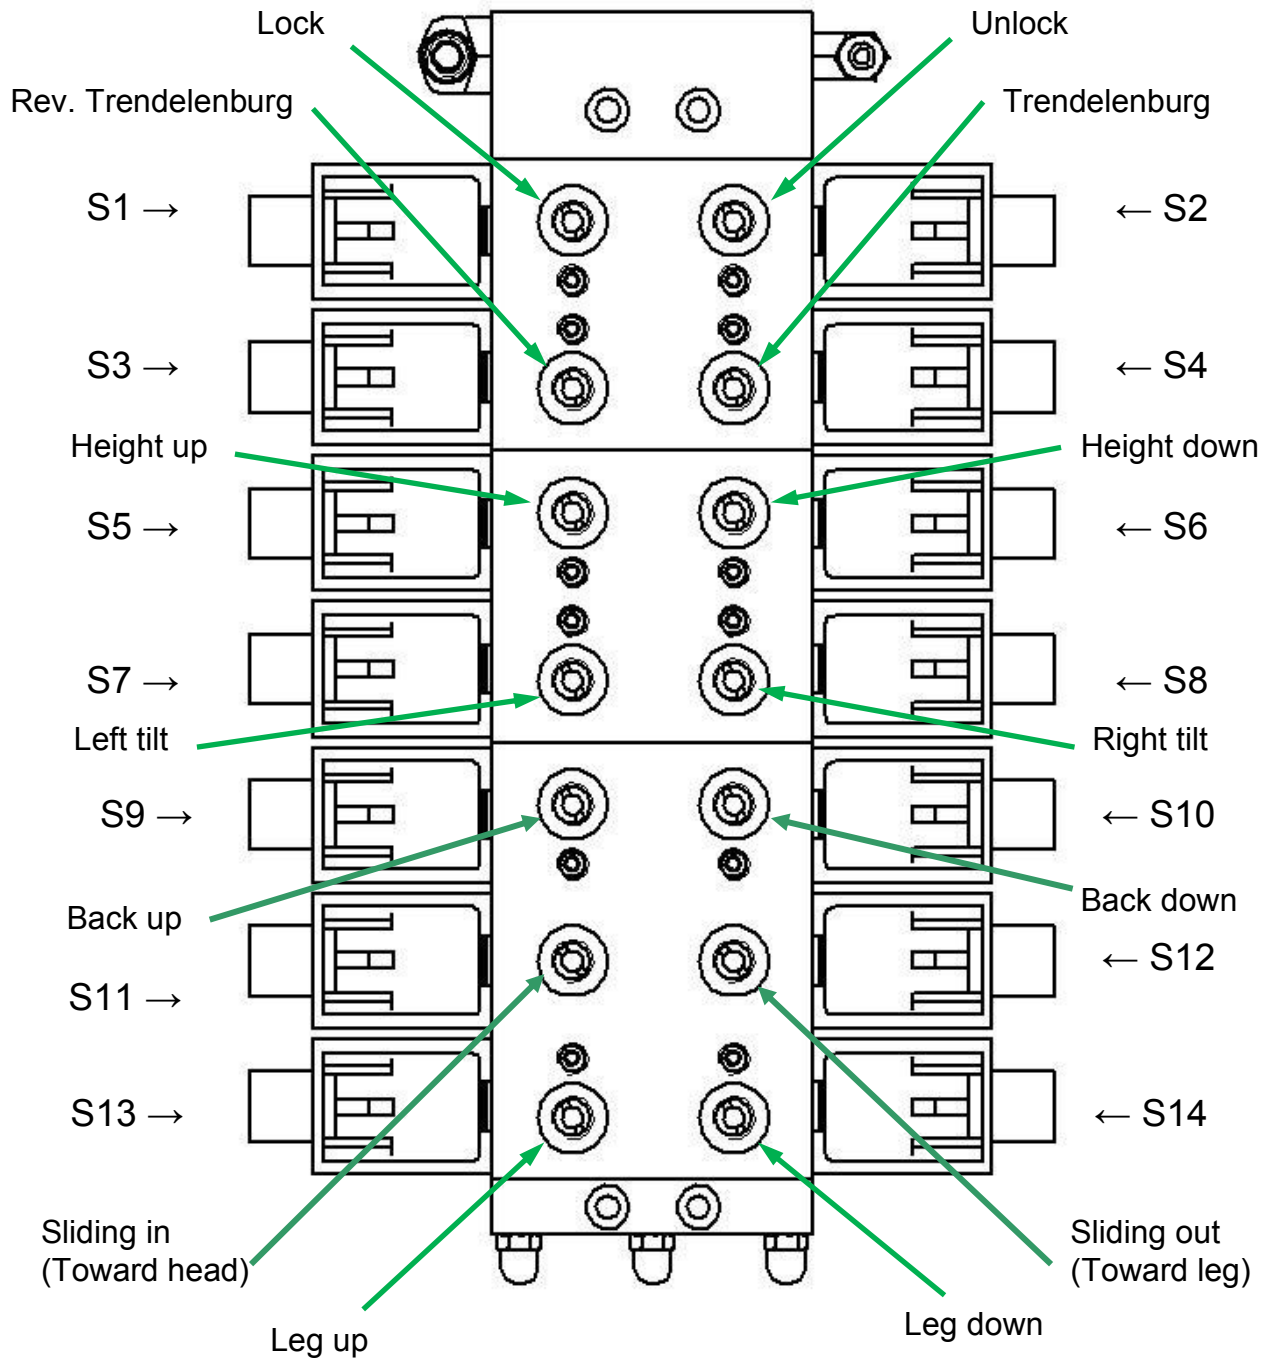 Lock
Unlock
Rev. Trendelenburg
Trendelenburg
S1 →
← S2
S3 →
← S4
Height up
Height down
S5 →
← S6
S7 →
← S8
Left tilt
Right tilt
S9 →
← S10
Back up
Back down
S11 →
← S12
S13 →
← S14
Sliding in
(Toward head)
Sliding out
(Toward leg)
Leg up
Leg down